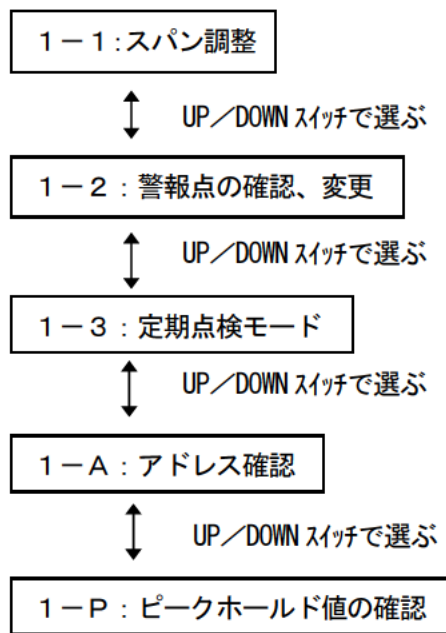 １－１：スパン調整
UP／DOWN ｽｲｯﾁで選ぶ
１－２：警報点の確認、変更
UP／DOWN ｽｲｯﾁで選ぶ
１－３：定期点検モード
UP／DOWN ｽｲｯﾁで選ぶ
１－Ａ：アドレス確認
UP／DOWN ｽｲｯﾁで選ぶ
１－Ｐ：ピークホールド値の確認